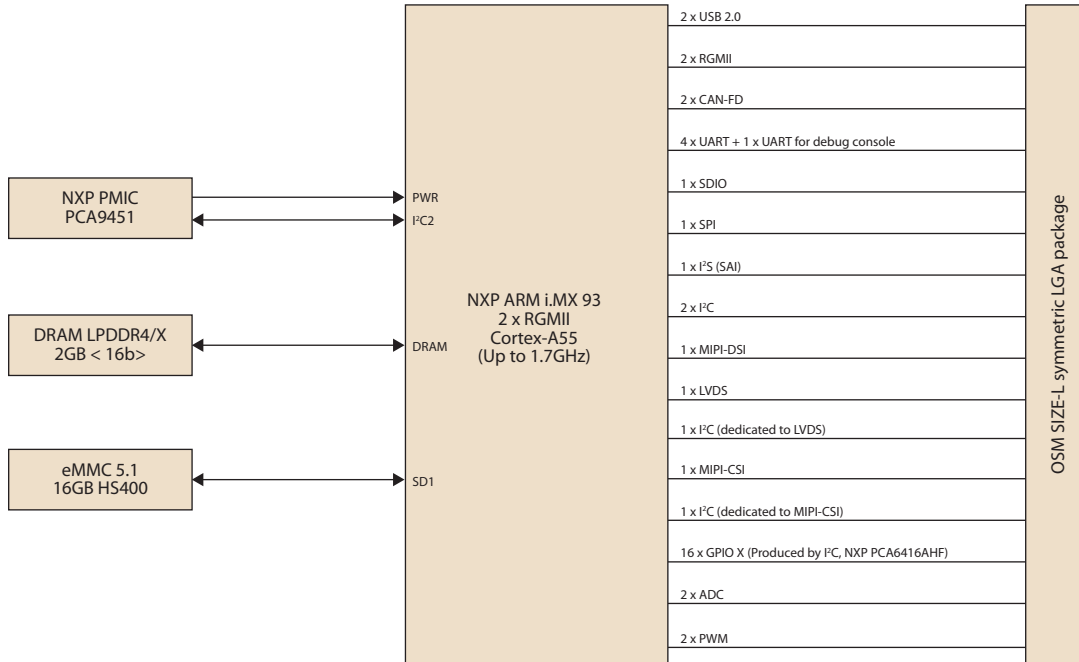 NXP PMIC
PCA9451
DRAM LPDDR4/X
2GB < 16b>
eMMC 5.1
16GB HS400
PWR
I²C2
DRAM
SD1
NXP ARM i.MX 93
2 x RGMII
Cortex-A55
(Up to 1.7GHz)
2 x USB 2.0
2 x RGMII
2 x CAN-FD
4 x UART + 1 x UART for debug console
1 x SDIO
1 x SPI
1 x I²S (SAI)
2 x I²C
1 x MIPI-DSI
1 x LVDS
1 x I²C (dedicated to LVDS)
1 x MIPI-CSI
1 x I²C (dedicated to MIPI-CSI)
16 x GPIO X (Produced by I²C, NXP PCA6416AHF)
2 x ADC
2 x PWM
OSM SIZE-L symmetric LGA package